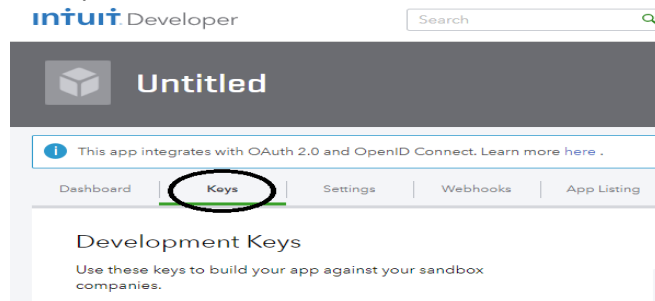 ıntuıt Developer
Search
Untitled
This app integrates with OAuth 2.0 and OpenID Connect. Learn more here .
Dashboard Keys Settings Webhooks App Listing
Development Keys
Use these keys to build your app against your sandbox
companies.